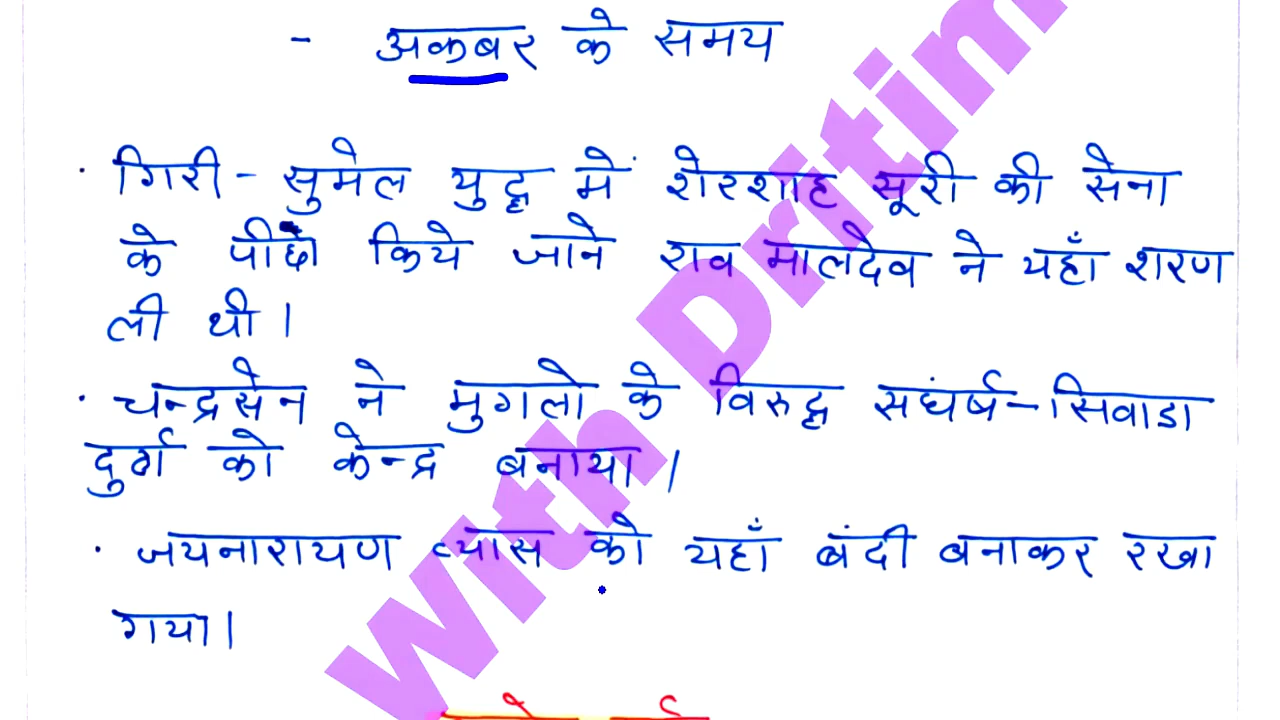 - अकबर के समय
· गिरी - सुमेल युद्ध में शेरशाह सूरी की सेना
के पीछे किये जाने राव मालदेव ने यहाँ शरण
ली थी।
· चन्द्रसेन ने मुगलो के विरुद्ध संघर्ष - सिवाडा
दुर्ग को केन्द्र बनाया।
· जयनारायण व्यास को यहाँ बंदी बनाकर रखा
गया।
With Dritim